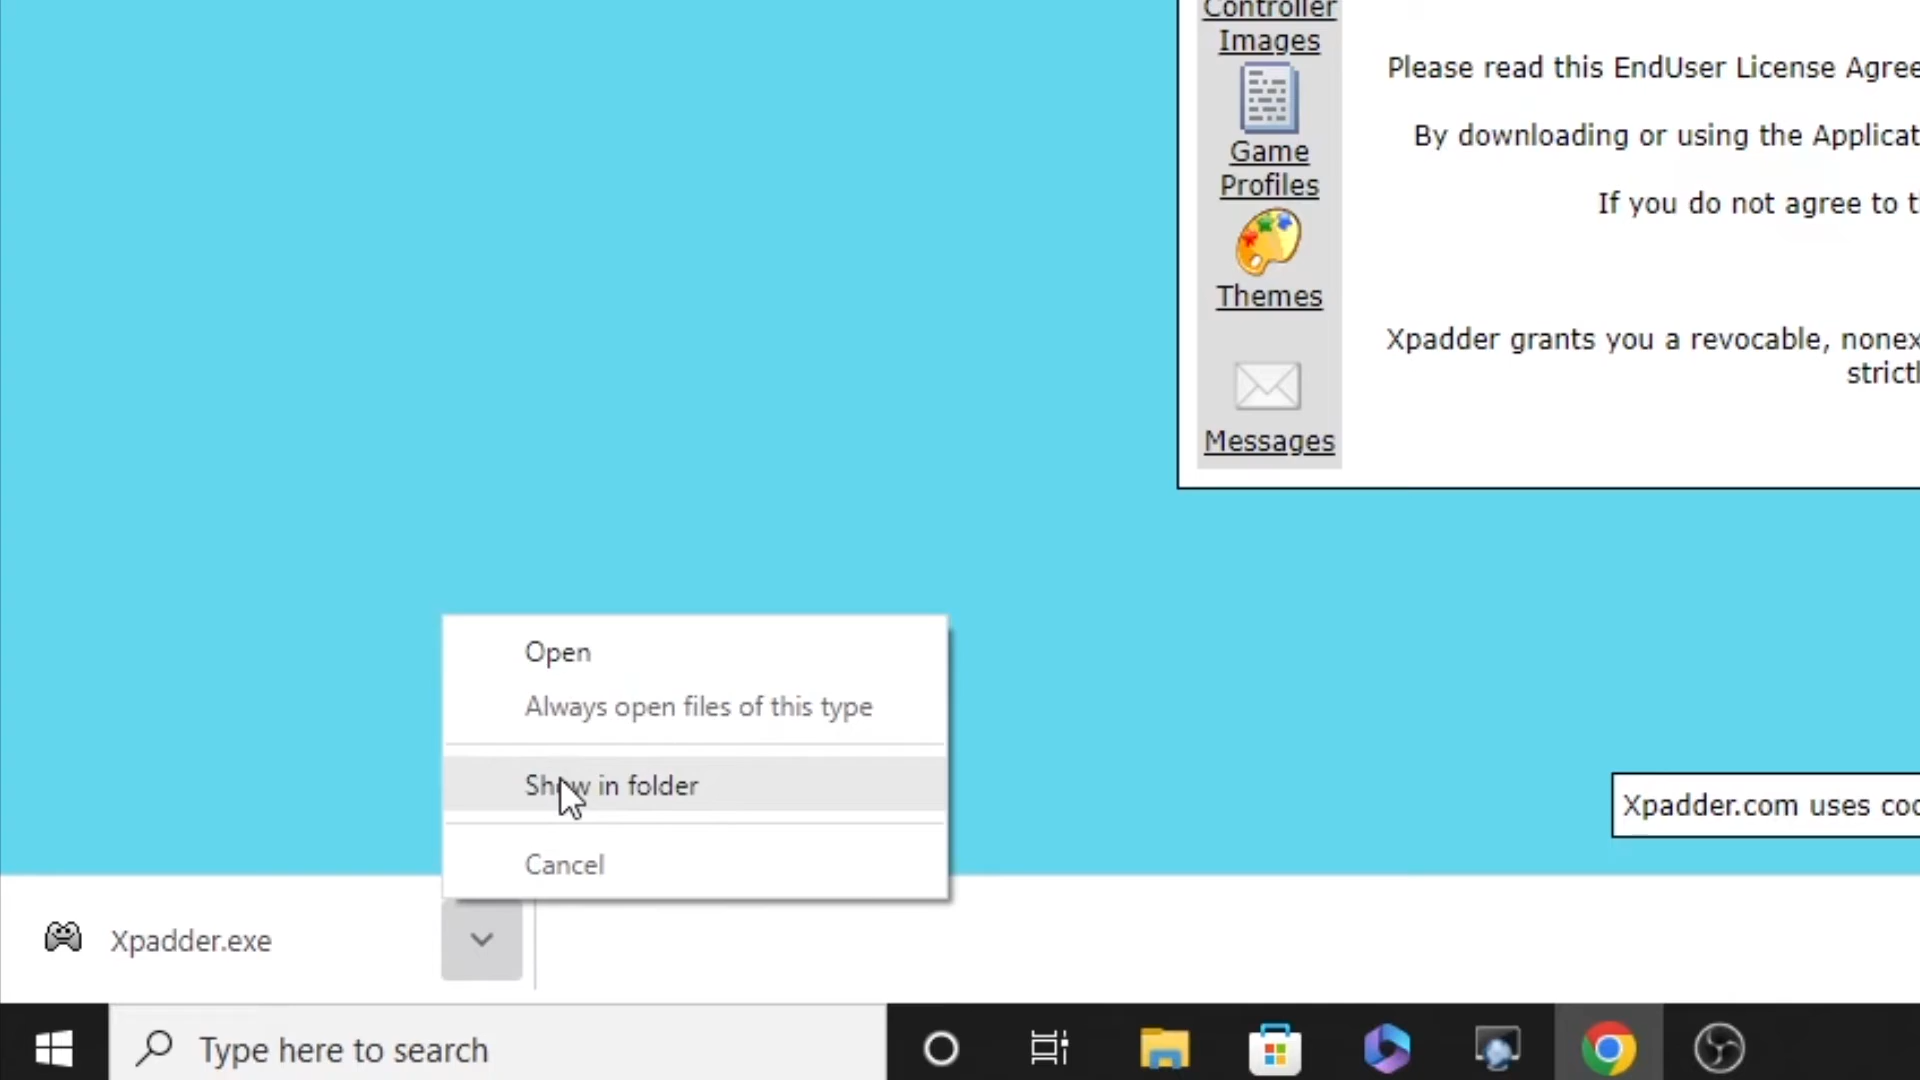 Controller
Images
Game
Profiles
Themes
Messages
Please read this EndUser License Agree
By downloading or using the Applicat
If you do not agree to t
Xpadder grants you a revocable, nonex
strictl
Open
Always open files of this type
Show in folder
Cancel
Xpadder.com uses coo
Xpadder.exe
Type here to search